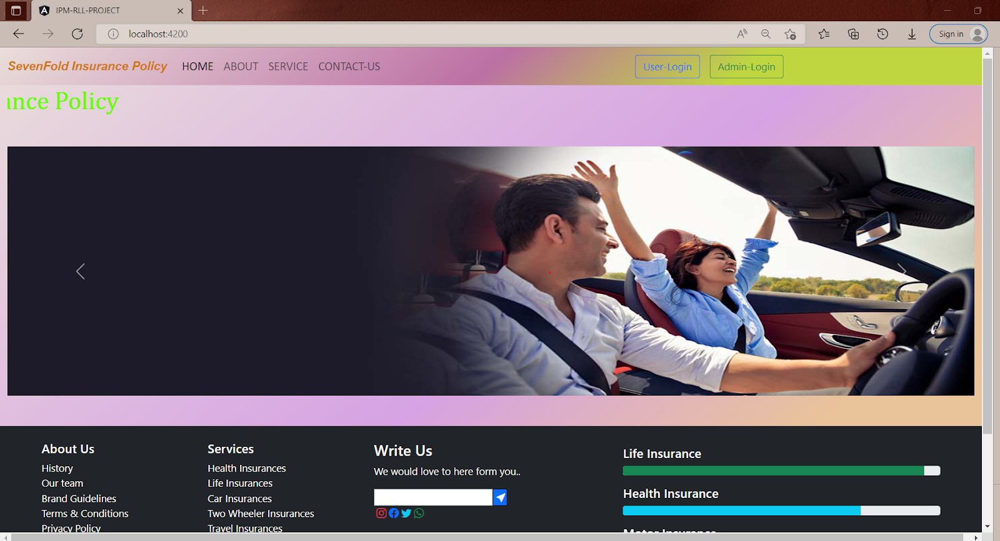 IPM-RLL-PROJECT
localhost:4200
Sign in
SevenFold Insurance Policy HOME ABOUT SERVICE CONTACT-US User-Login Admin-Login
Policy
About Us
History
Our team
Brand Guidelines
Terms & Conditions
Privacy Policy
Services
Health Insurances
Life Insurances
Car Insurances
Two Wheeler Insurances
Travel Insurances
Write Us
We would love to here form you..
Life Insurance
Health Insurance
Motor Insurance